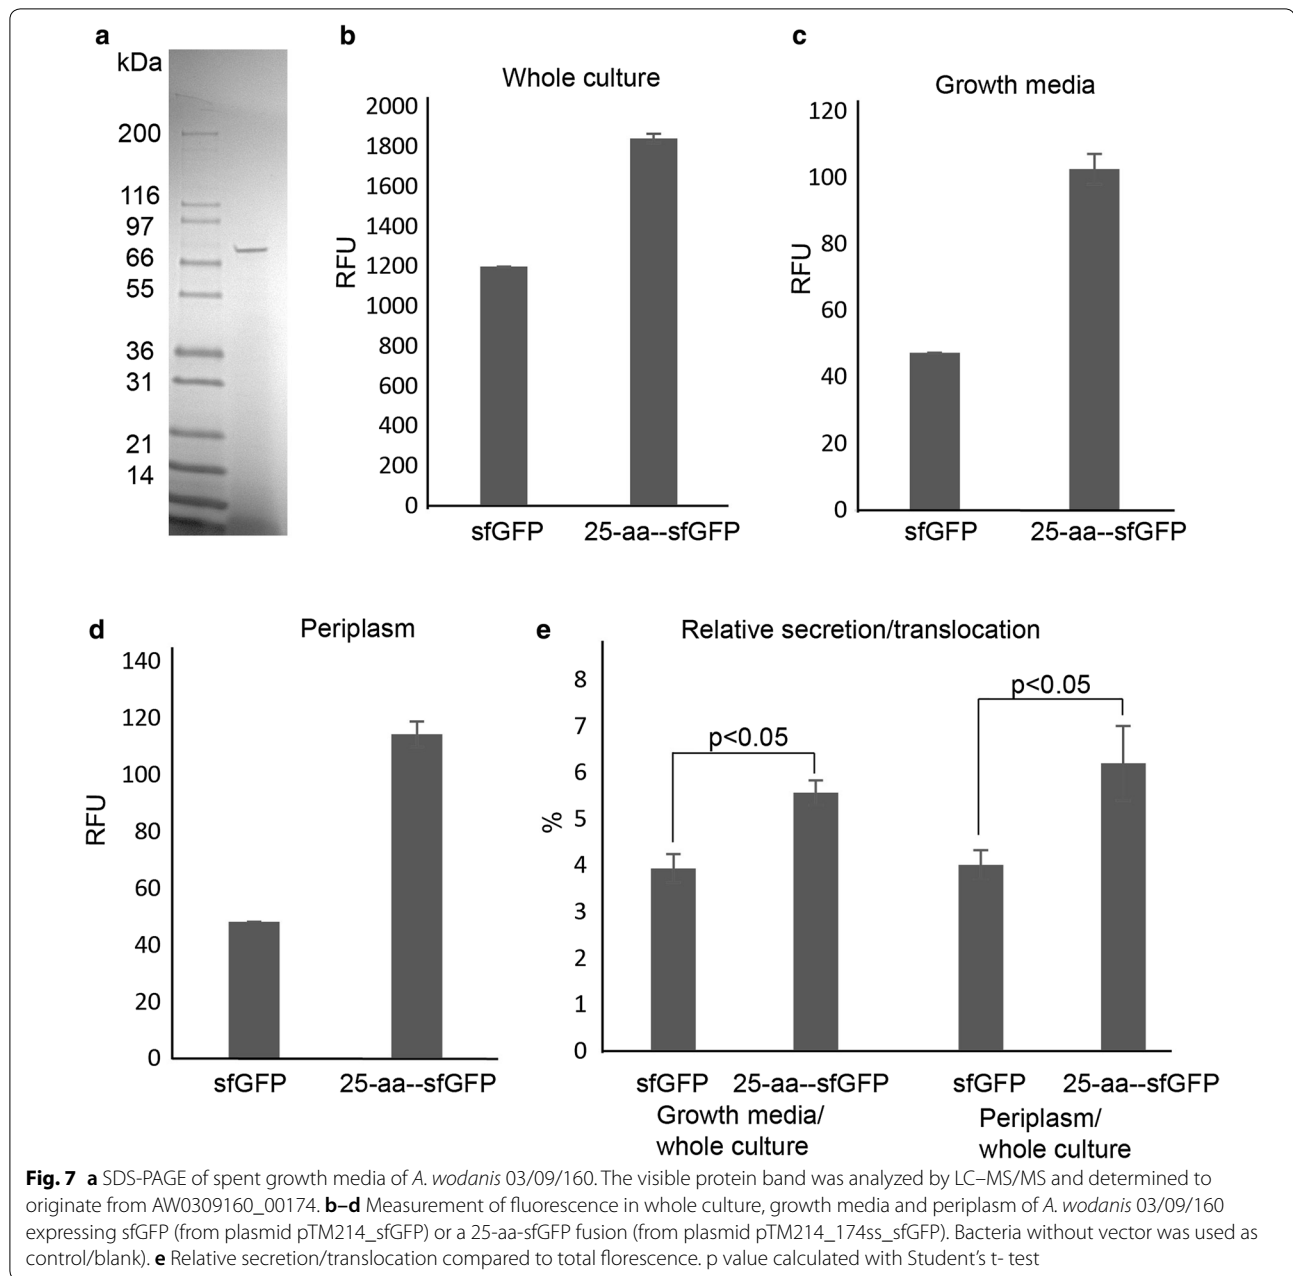 a
kDa
200
116
97
66
55
36
31
21
14
b
Whole culture
RFU
2000
1800
1600
1400
1200
1000
800
600
400
200
0
sfGFP 25-aa--sfGFP
c
Growth media
RFU
120
100
80
60
40
20
0
sfGFP 25-aa--sfGFP
d
Periplasm
RFU
140
120
100
80
60
40
20
0
sfGFP 25-aa--sfGFP
e
Relative secretion/translocation
%
8
7
6
5
4
3
2
1
0
p<0.05
p<0.05
sfGFP 25-aa--sfGFP sfGFP 25-aa--sfGFP
Growth media/
whole culture
Periplasm/
whole culture
Fig. 7 a SDS-PAGE of spent growth media of A. wodanis 03/09/160. The visible protein band was analyzed by LC–MS/MS and determined to
originate from AW0309160_00174. b–d Measurement of fluorescence in whole culture, growth media and periplasm of A. wodanis 03/09/160
expressing sfGFP (from plasmid pTM214_sfGFP) or a 25-aa-sfGFP fusion (from plasmid pTM214_174ss_sfGFP). Bacteria without vector was used as
control/blank). e Relative secretion/translocation compared to total florescence. p value calculated with Student’s t- test